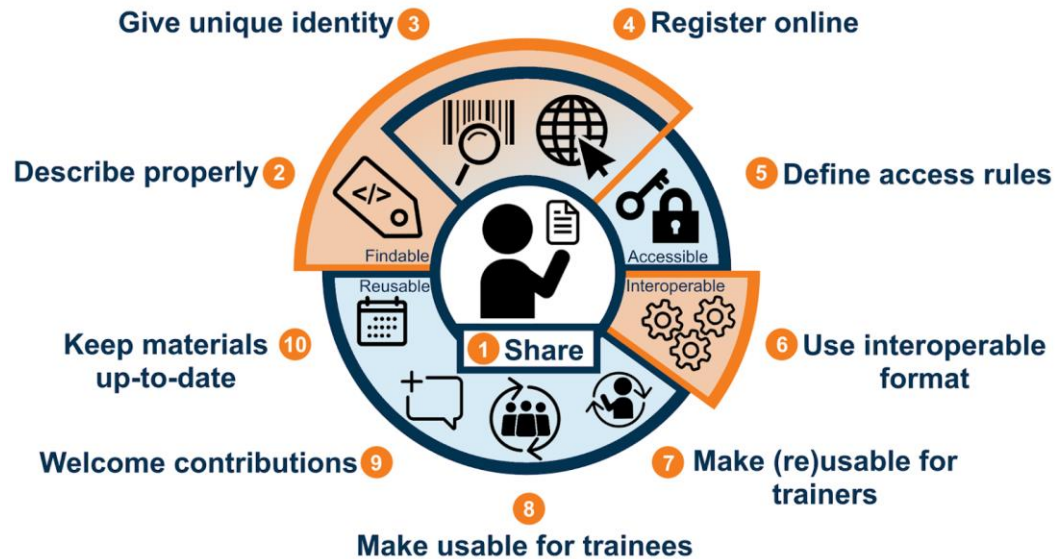 Give unique identity 3
4 Register online
Describe properly 2
5 Define access rules
</>
Findable
Accessible
Reusable
Interoperable
1 Share
Keep materials 10
up-to-date
6 Use interoperable
format
Welcome contributions 9
7 Make (re)usable for
trainers
8
Make usable for trainees